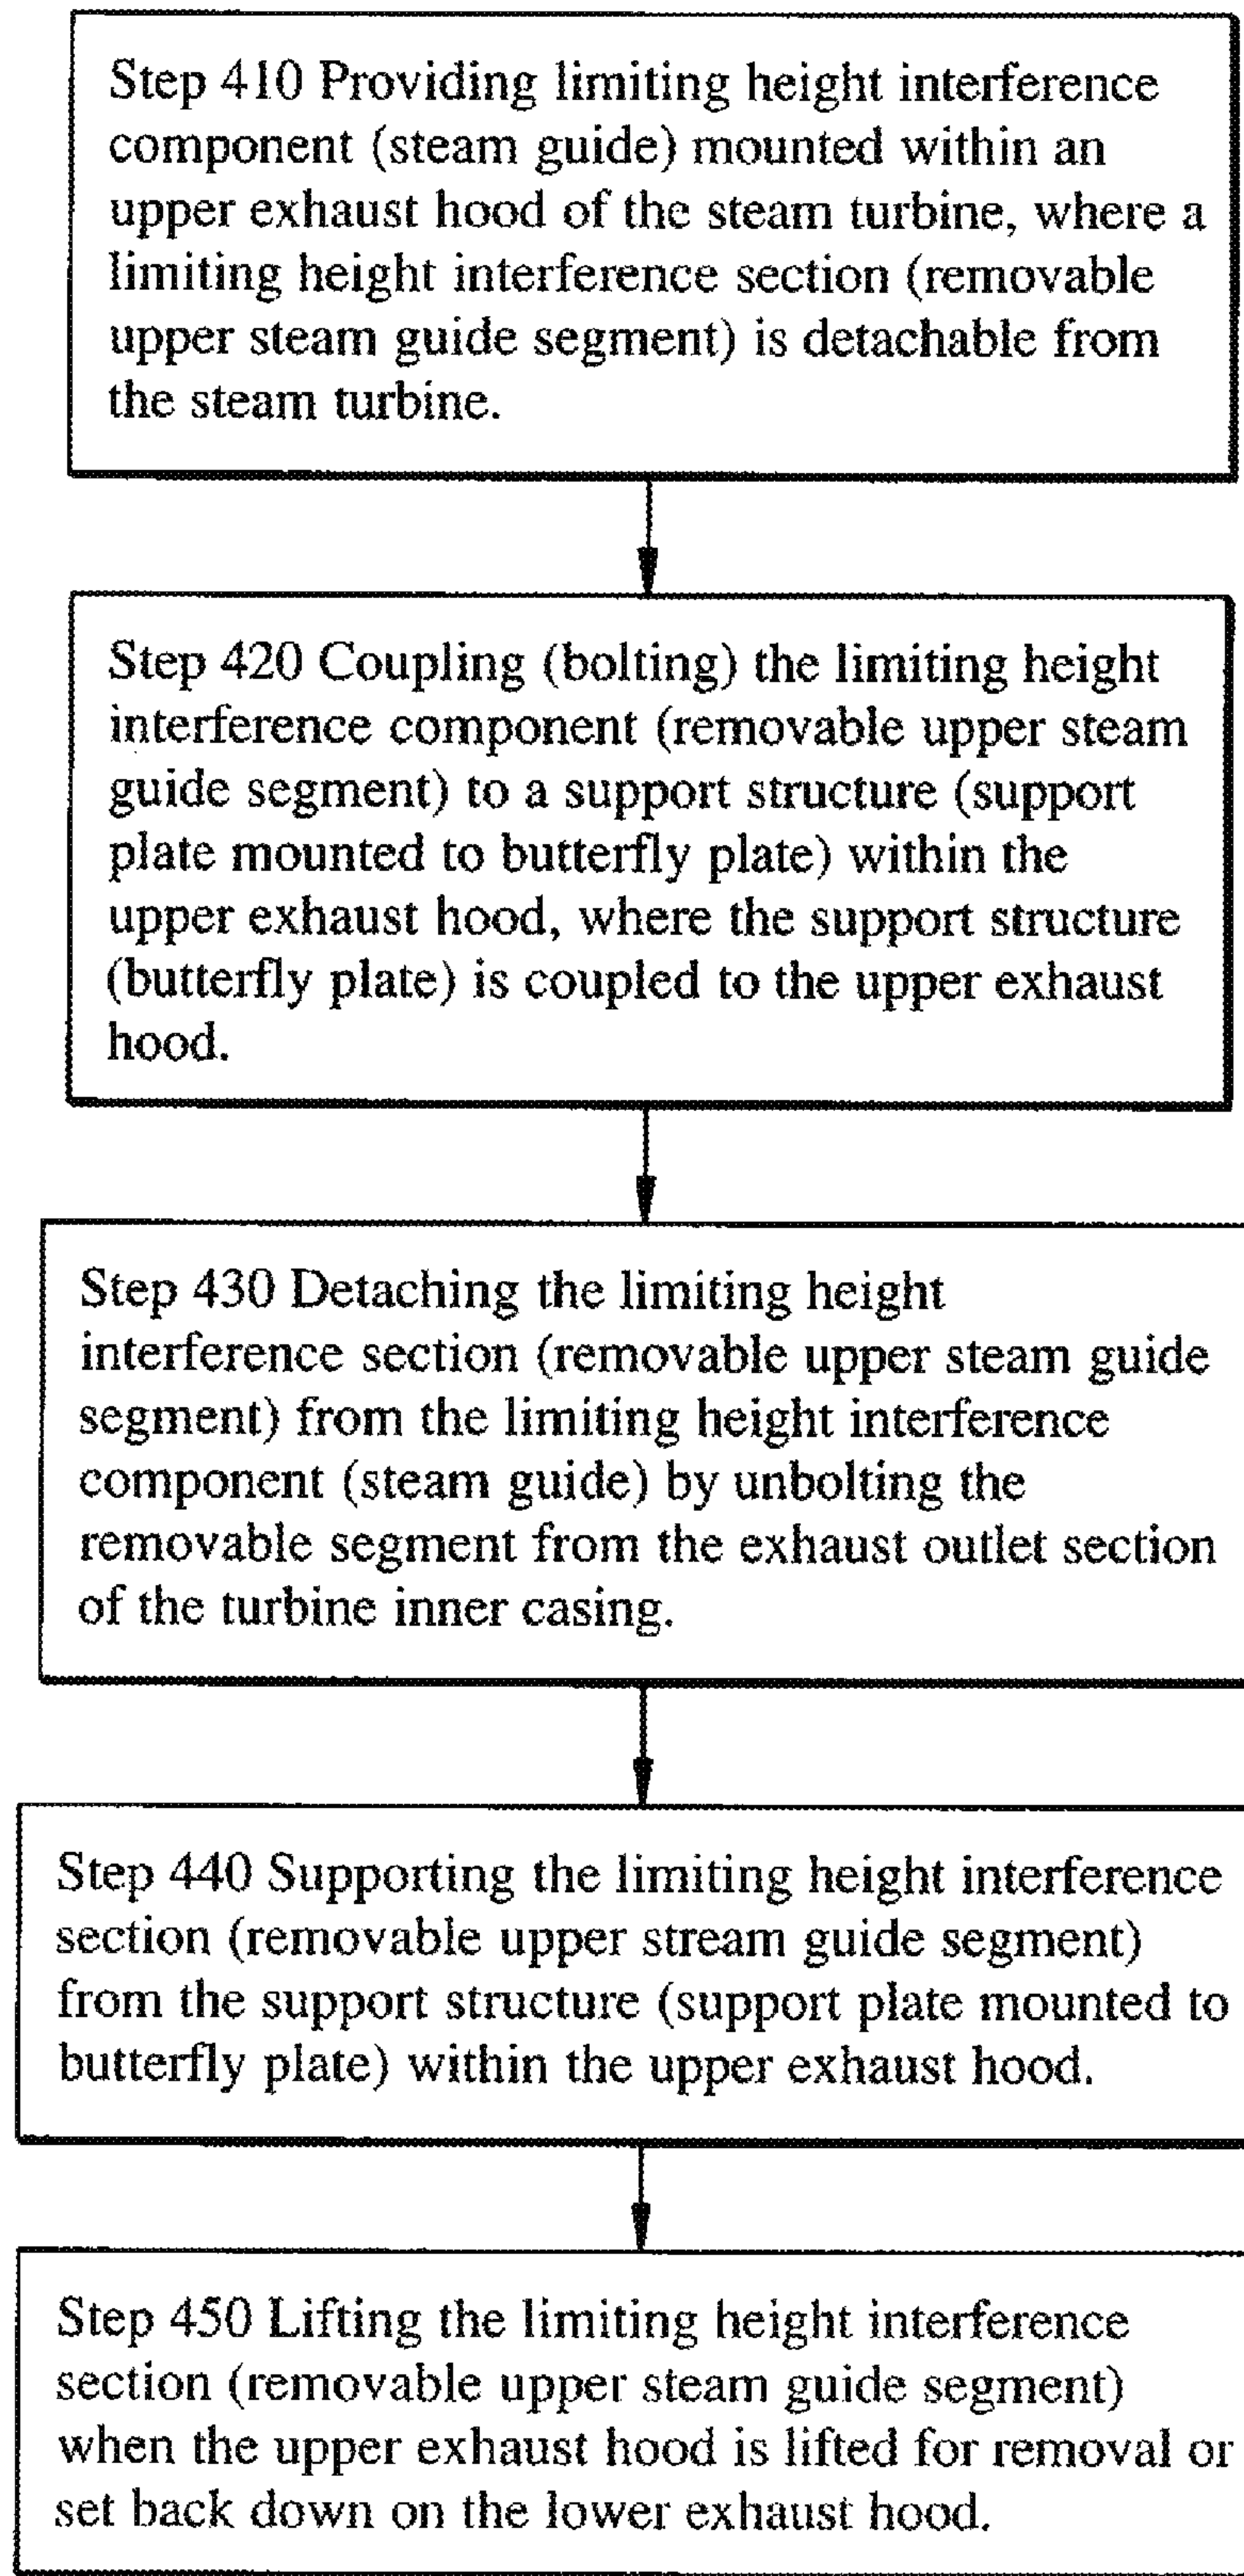 Step 410 Providing limiting height interference
component (steam guide) mounted within an
upper exhaust hood of the steam turbine, where a
limiting height interference section (removable
upper steam guide segment) is detachable from
the steam turbine.
Step 420 Coupling (bolting) the limiting height
interference component (removable upper steam
guide segment) to a support structure (support
plate mounted to butterfly plate) within the
upper exhaust hood, where the support structure
(butterfly plate) is coupled to the upper exhaust
hood.
Step 430 Detaching the limiting height
interference section (removable upper steam guide
segment) from the limiting height interference
component (steam guide) by unbolting the
removable segment from the exhaust outlet section
of the turbine inner casing.
Step 440 Supporting the limiting height interference
section (removable upper stream guide segment)
from the support structure (support plate mounted to
butterfly plate) within the upper exhaust hood.
Step 450 Lifting the limiting height interference
section (removable upper steam guide segment)
when the upper exhaust hood is lifted for removal or
set back down on the lower exhaust hood.